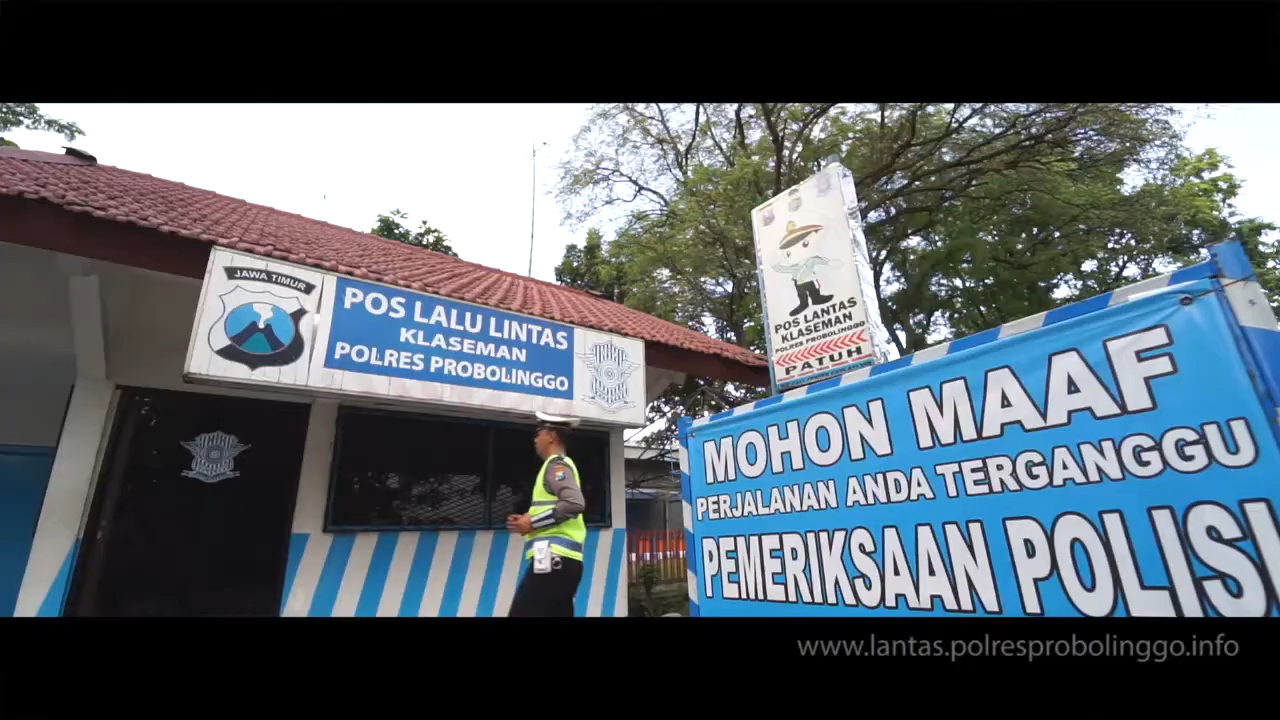 JAWA TIMUR
POS LALU LINTAS
KLASEMAN
POLRES PROBOLINGGO
POS LANTAS
KLASEMAN
POLRES PROBOLINGGO
PATUH
MOHON MAAF
PERJALANAN ANDA TERGANGGU
PEMERIKSAAN POLISI
www.lantas.polresprobolinggo.info